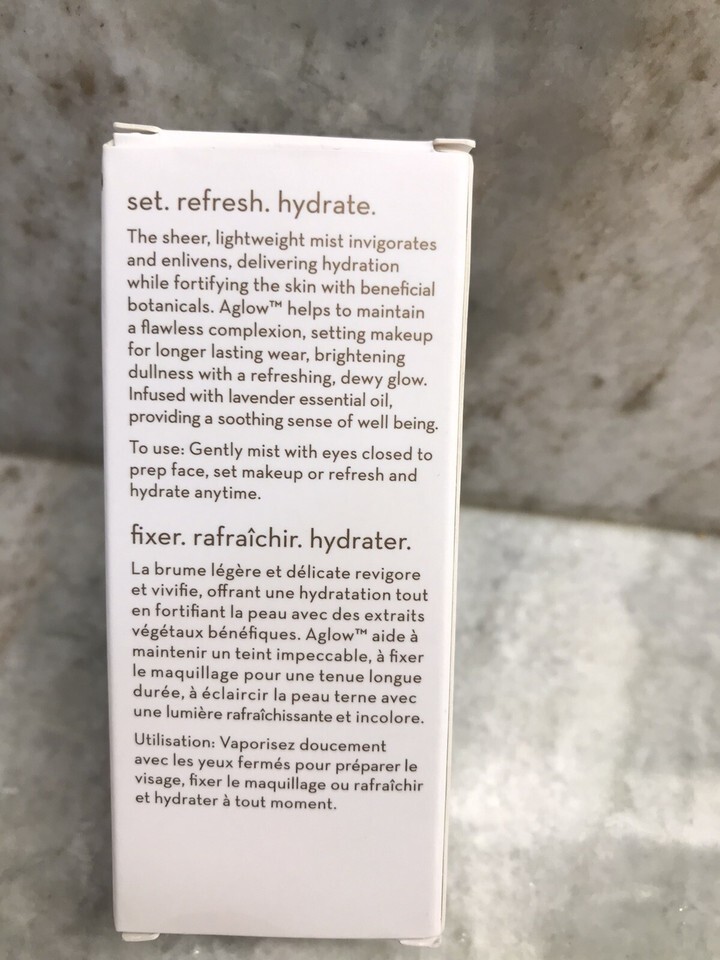 set. refresh. hydrate.
The sheer, lightweight mist invigorates
and enlivens, delivering hydration
while fortifying the skin with beneficial
botanicals. Aglow™ helps to maintain
a flawless complexion, setting makeup
for longer lasting wear, brightening
dullness with a refreshing, dewy glow.
Infused with lavender essential oil,
providing a soothing sense of well being.
To use: Gently mist with eyes closed to
prep face, set makeup or refresh and
hydrate anytime.
fixer. rafraîchir. hydrater.
La brume légère et délicate revigore
et vivifie, offrant une hydratation tout
en fortifiant la peau avec des extraits
végétaux bénéfiques. Aglow™ aide à
maintenir un teint impeccable, à fixer
le maquillage pour une tenue longue
durée, à éclaircir la peau terne avec
une lumière rafraîchissante et incolore.
Utilisation: Vaporisez doucement
avec les yeux fermés pour préparer le
visage, fixer le maquillage ou rafraîchir
et hydrater à tout moment.